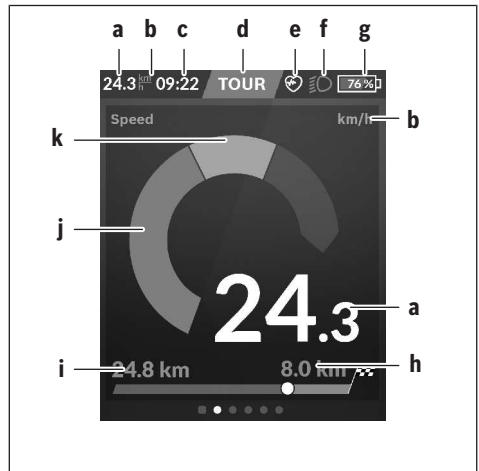 a b c d e f g
24.3 km/h 09:22 TOUR 76 %
Speed km/h b
k
j
24.3 a
i 24.8 km 8.0 km h